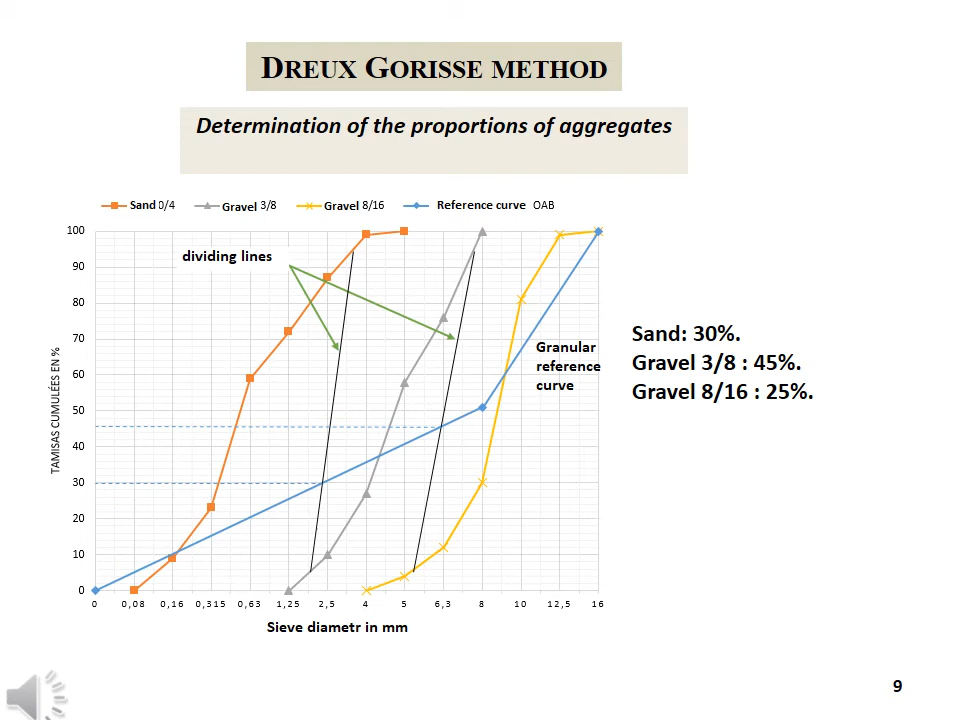 DREUX GORISSE METHOD
Determination of the proportions of aggregates
Sand 0/4 Gravel 3/8 Gravel 8/16 Reference curve OAB
100
90
80
70
60
50
40
30
20
10
0
TAMISAS CUMULÉES EN %
dividing lines
Granular
reference
curve
0 0,08 0,16 0,315 0,63 1,25 2,5 4 5 6,3 8 10 12,5 16
Sieve diametr in mm
Sand: 30%.
Gravel 3/8 : 45%.
Gravel 8/16 : 25%.
9